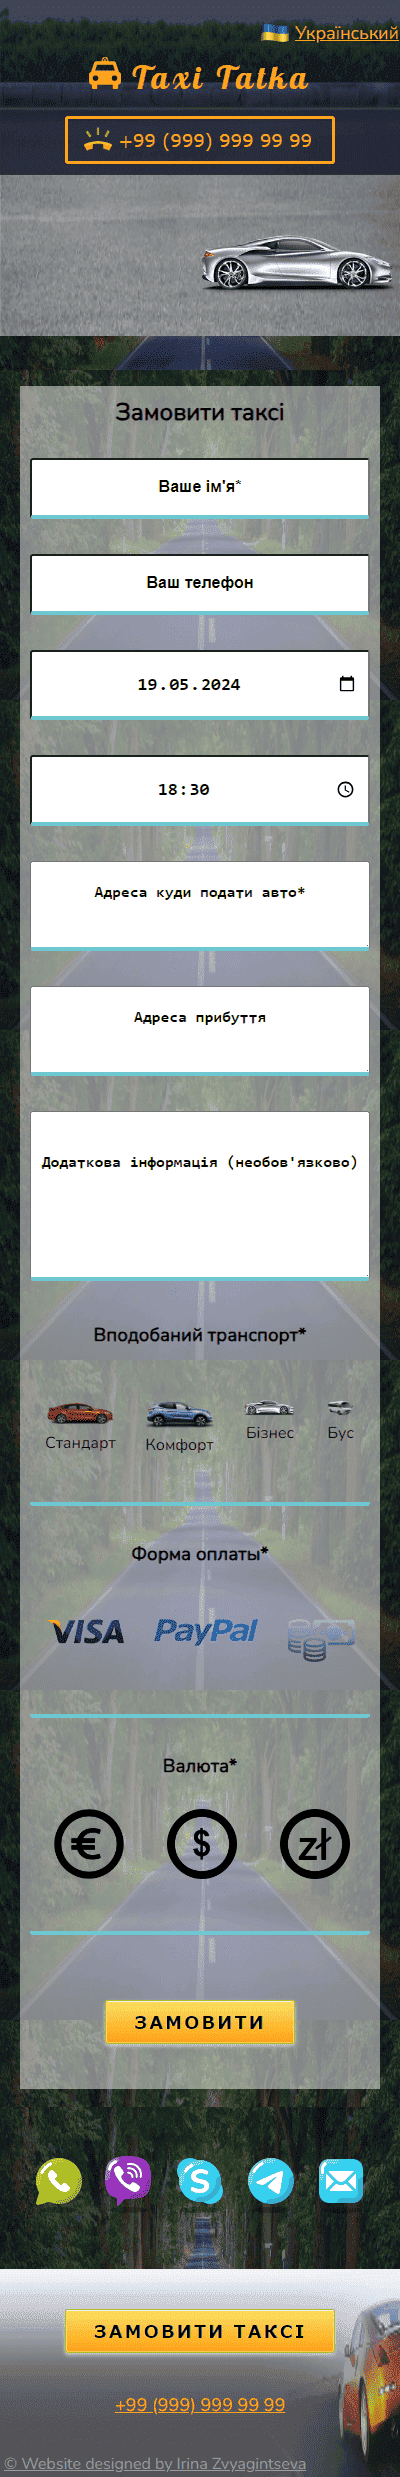 Український
Taxi Tatka
+99 (999) 999 99 99
Замовити таксі
Ваше ім'я*
Ваш телефон
19.05.2024
18:30
Адреса куди подати авто*
Адреса прибуття
Додаткова інформація (необов'язково)
Вподобаний транспорт*
Стандарт Комфорт Бізнес Бус
Форма оплаты*
VISA PayPal
Валюта*
€ $ zł
ЗАМОВИТИ
ЗАМОВИТИ ТАКСІ
+99 (999) 999 99 99
© Website designed by Irina Zvyagintseva